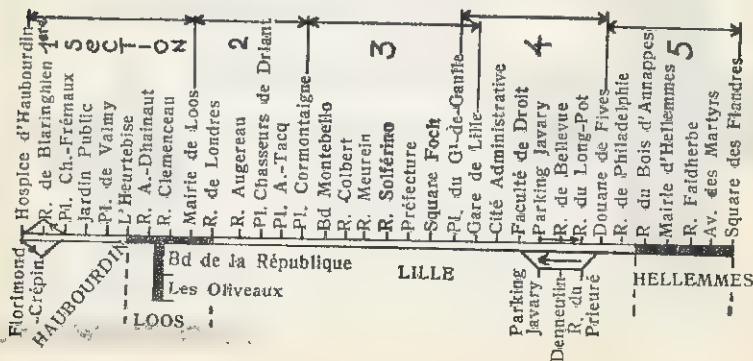 1ère SECTION
2
3
4
5
Hospice d'Haubourdin
R. de Blaringhien
Pl. Ch.-Fremaux
Jardin Public
Pl. de Valmy
L'Heurtebise
R. A.-Dhainaut
R. Clemenceau
Mairie de Loos
R. de Londres
R. Augereau
Pl. Chasseurs de Driant
Pl. A.-Tacq
Pl. Cormontaigne
Bd Montebello
R. Colbert
R. Meurein
R. Solférino
Préfecture
Square Foch
Pl. du Gl-de-Gaulle
Gare de Lille
Cité Administrative
Faculté de Droit
Parking Javary
R. de Bellevue
R. du Long-Pot
Douane de Fives
R. de Philadelphie
R. du Bois d'Annappes
Mairie d'Hellemmes
R. Faidherbe
Av. des Martyrs
Square des Flandres
Florimond
-Crépin
HAUBOURDIN
LOOS
Bd de la République
Les Oliveaux
LILLE
Parking
Javary
Denneulin
R. du
Prieuré
HELLEMMES